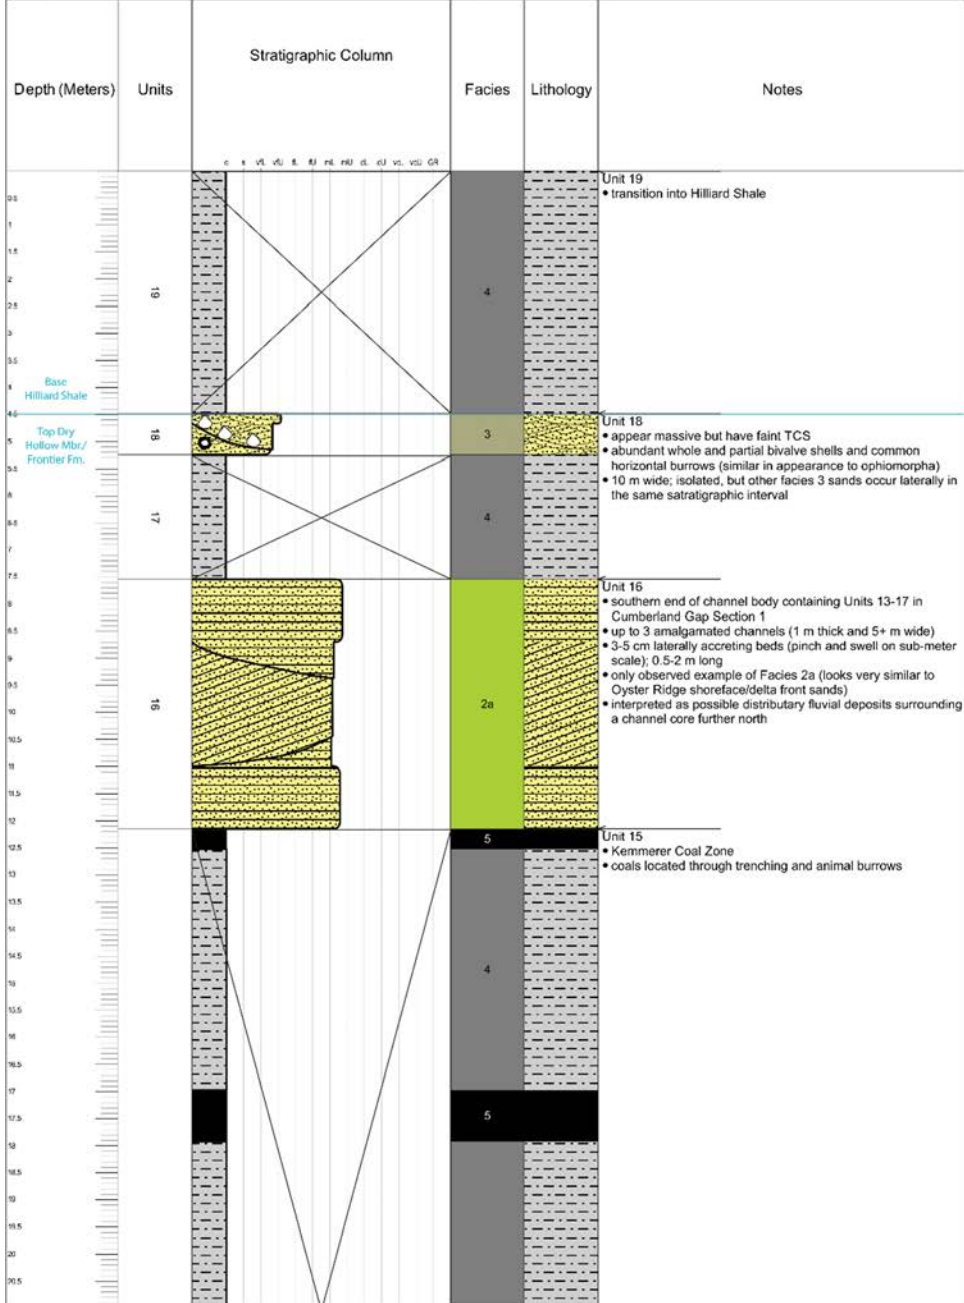 Stratigraphic Column
Depth (Meters)
Units
Facies
Lithology
Notes
c s vfL vfU fL fU mL mU cL cU vcL vcU GR
0.5
1
1.5
2
2.5
3
3.5
4
4.5
5
5.5
6
6.5
7
7.5
8
8.5
9
9.5
10
10.5
11
11.5
12
12.5
13
13.5
14
14.5
15
15.5
16
16.5
17
17.5
18
18.5
19
19.5
20
20.5
Base
Hilliard Shale
Top Dry
Hollow Mbr./
Frontier Fm.
19
18
17
16
4
3
4
2a
5
4
5
Unit 19
• transition into Hilliard Shale
Unit 18
• appear massive but have faint TCS
• abundant whole and partial bivalve shells and common
horizontal burrows (similar in appearance to ophiomorpha)
• 10 m wide; isolated, but other facies 3 sands occur laterally in
the same satratigraphic interval
Unit 16
• southern end of channel body containing Units 13-17 in
Cumberland Gap Section 1
• up to 3 amalgamated channels (1 m thick and 5+ m wide)
• 3-5 cm laterally accreting beds (pinch and swell on sub-meter
scale); 0.5-2 m long
• only observed example of Facies 2a (looks very similar to
Oyster Ridge shoreface/delta front sands)
• interpreted as possible distributary fluvial deposits surrounding
a channel core further north
Unit 15
• Kemmerer Coal Zone
• coals located through trenching and animal burrows